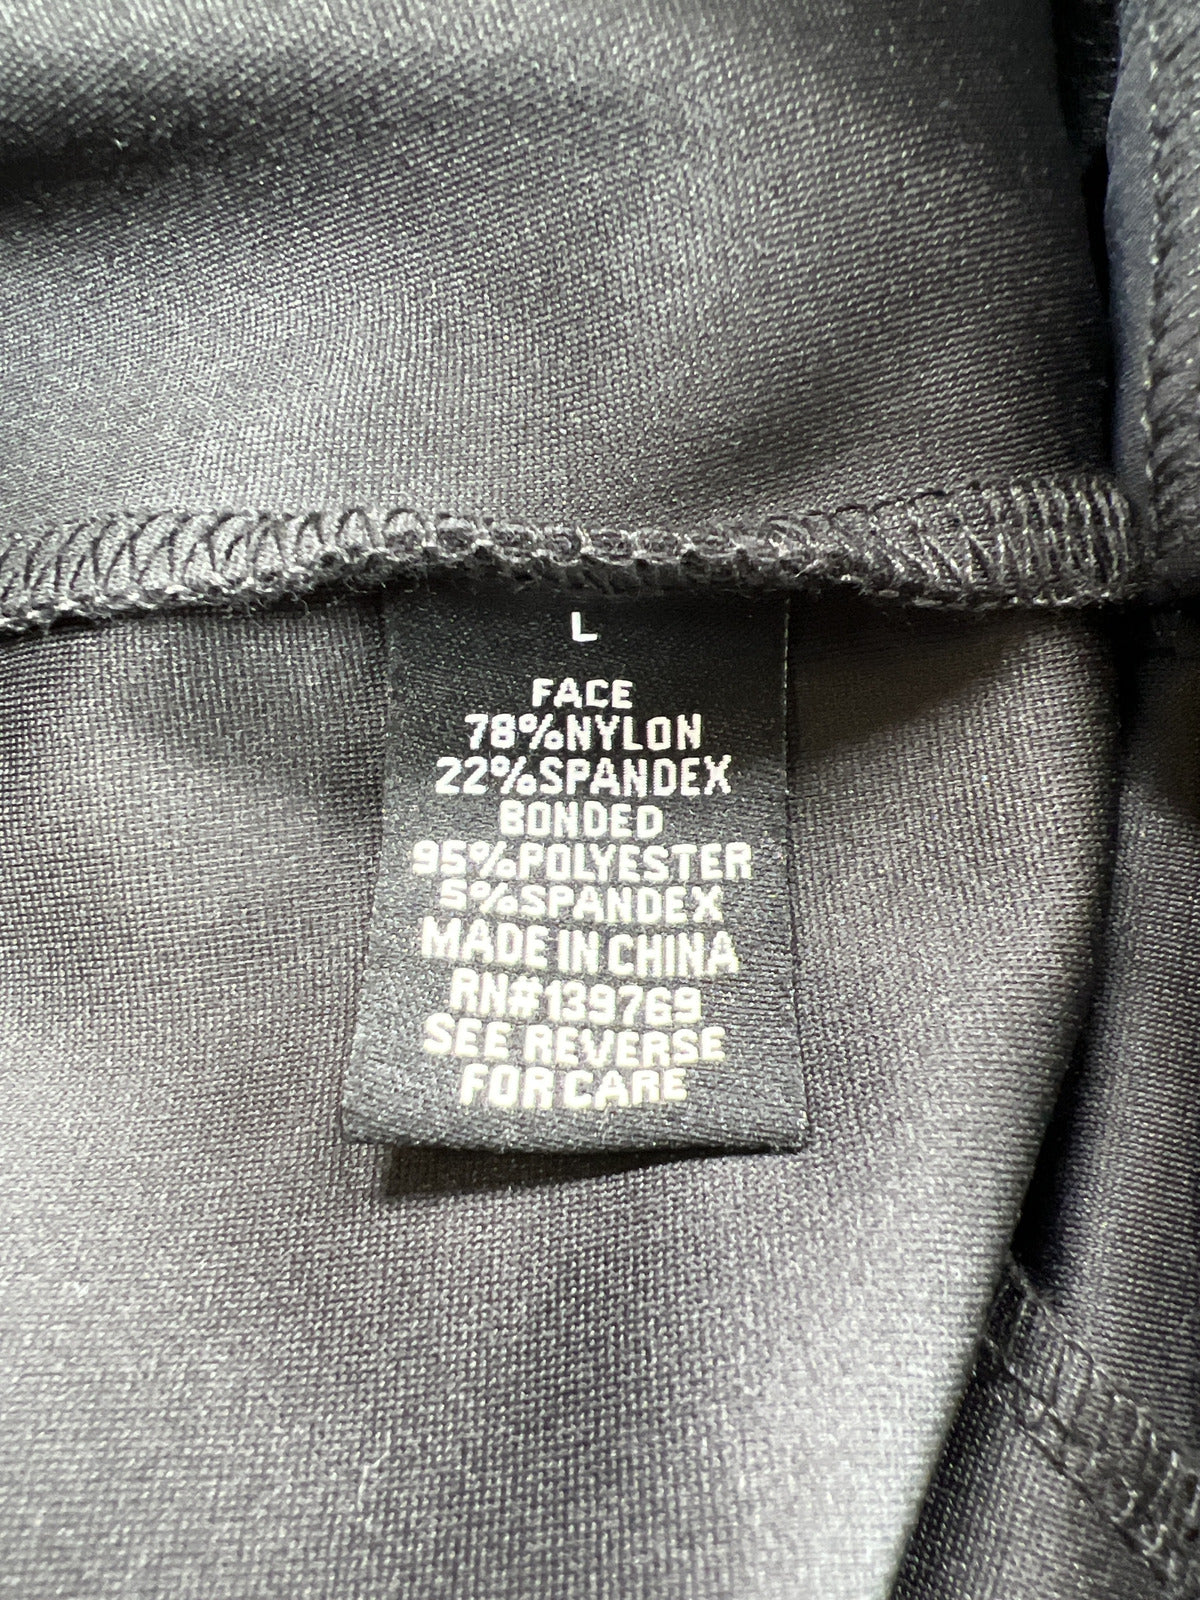 L
FACE
78%NYLON
22%SPANDEX
BONDED
95%POLYESTER
5%SPANDEX
MADE IN CHINA
RN#139769
SEE REVERSE
FOR CARE